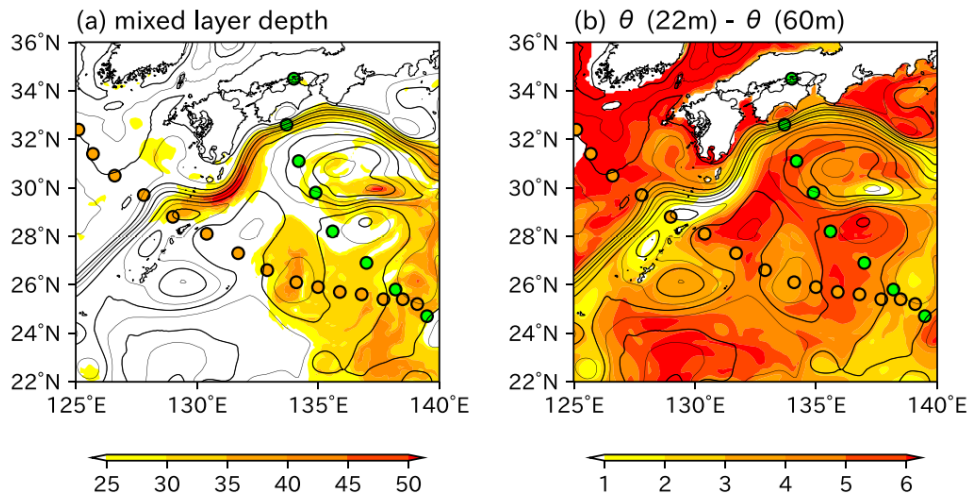 (a) mixed layer depth
(b) θ (22m) - θ (60m)
36˚N
34˚N
32˚N
30˚N
28˚N
26˚N
24˚N
22˚N
125˚E
130˚E
135˚E
140˚E
36˚N
34˚N
32˚N
30˚N
28˚N
26˚N
24˚N
22˚N
125˚E
130˚E
135˚E
140˚E
25 30 35 40 45 50
1 2 3 4 5 6